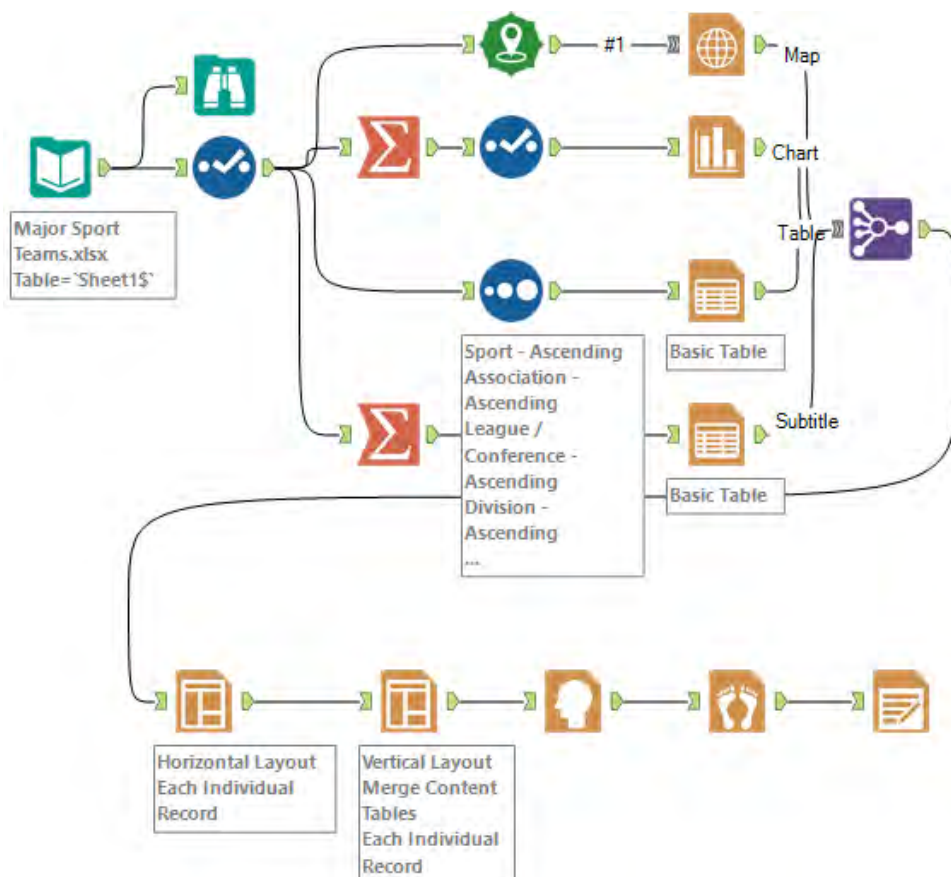 #1
Map
Chart
Major Sport
Teams.xlsx
Table=`Sheet1$`
Table
Sport - Ascending
Association -
Ascending
League /
Conference -
Ascending
Division -
Ascending
...
Basic Table
Subtitle
Basic Table
Horizontal Layout
Each Individual
Record
Vertical Layout
Merge Content
Tables
Each Individual
Record